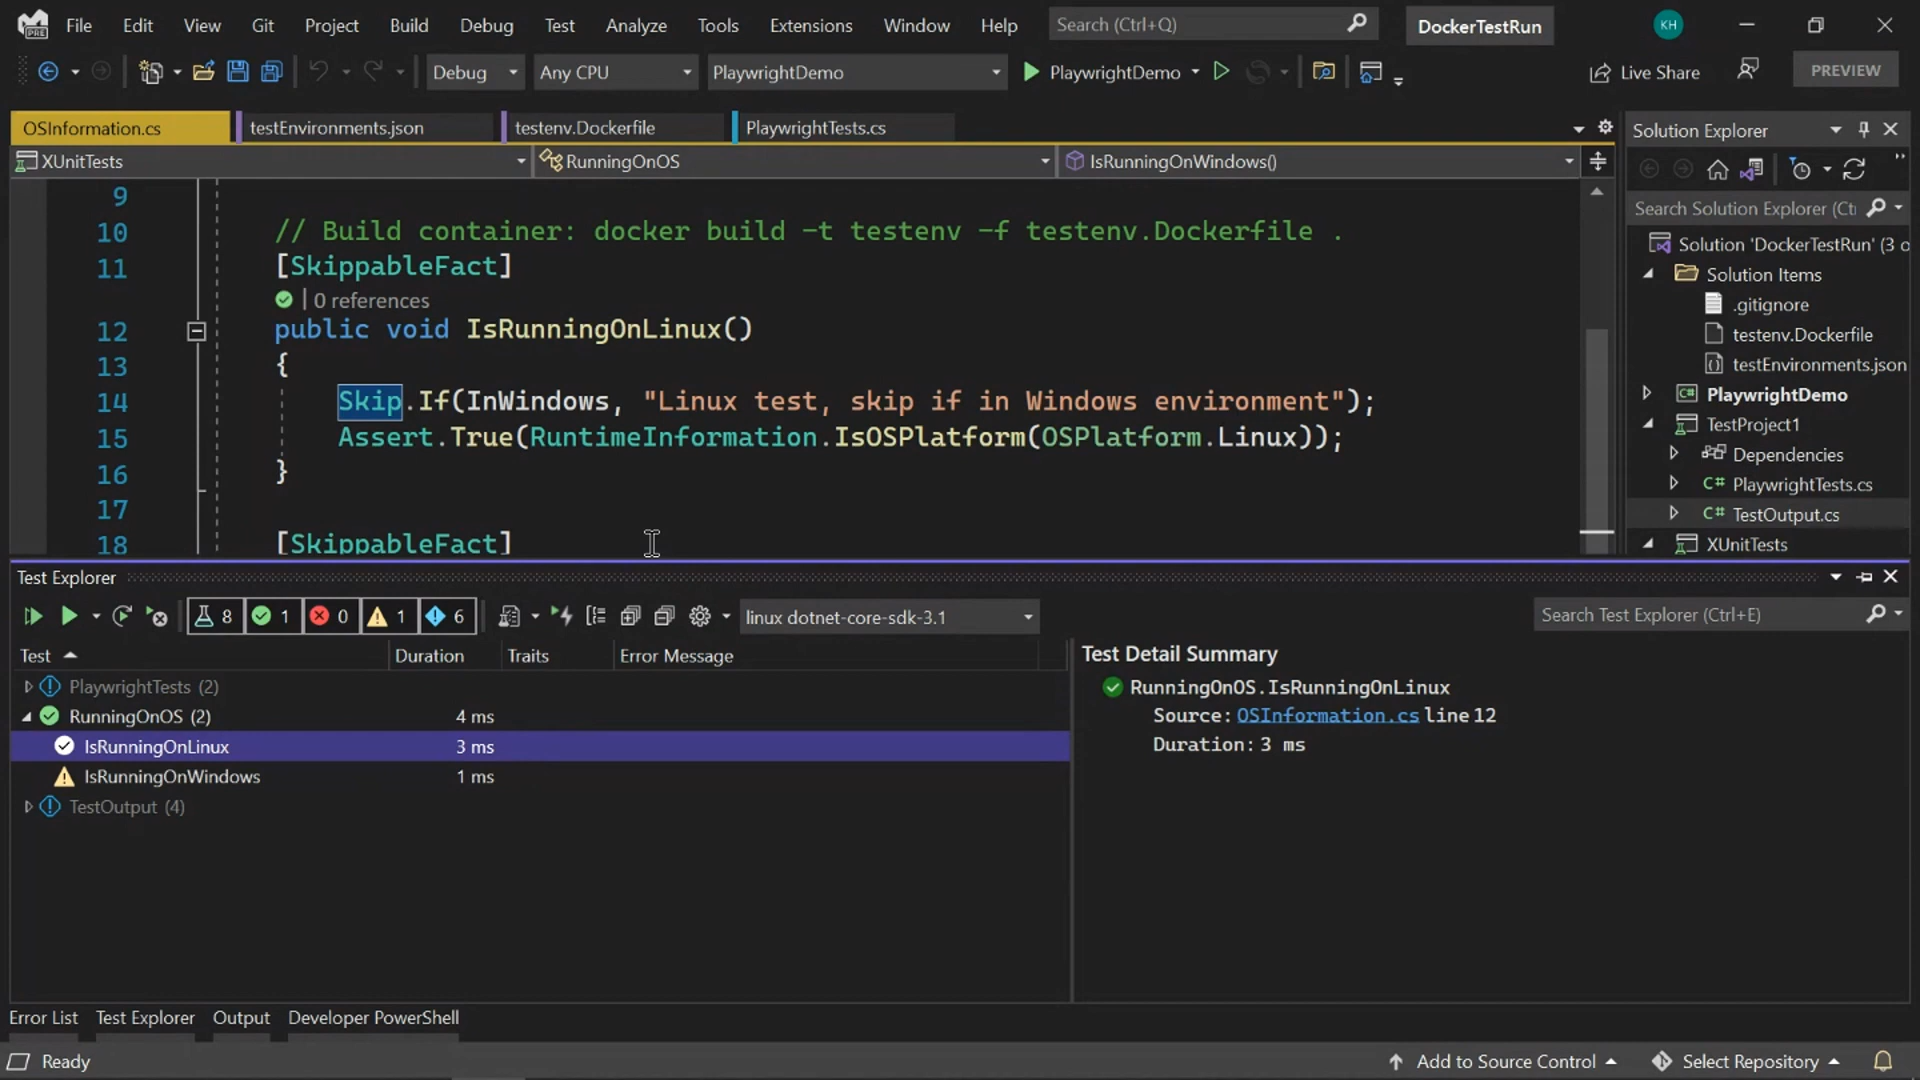 File Edit View Git Project Build Debug Test Analyze Tools Extensions Window Help Search (Ctrl+Q) DockerTestRun KH
PRE
Debug Any CPU PlaywrightDemo PlaywrightDemo Live Share PREVIEW
OSInformation.cs testEnvironments.json testenv.Dockerfile PlaywrightTests.cs
XUnitTests RunningOnOS IsRunningOnWindows()
9
10 // Build container: docker build -t testenv -f testenv.Dockerfile .
11 [SkippableFact]
0 references
12 public void IsRunningOnLinux()
13 {
14 Skip.If(InWindows, "Linux test, skip if in Windows environment");
15 Assert.True(RuntimeInformation.IsOSPlatform(OSPlatform.Linux));
16 }
17
18 [SkippableFact]
Solution Explorer
Search Solution Explorer (Ct
Solution 'DockerTestRun' (3 o
Solution Items
.gitignore
testenv.Dockerfile
testEnvironments.json
PlaywrightDemo
TestProject1
Dependencies
C# PlaywrightTests.cs
C# TestOutput.cs
XUnitTests
Test Explorer
8 1 0 1 6 linux dotnet-core-sdk-3.1 Search Test Explorer (Ctrl+E)
Test Duration Traits Error Message
PlaywrightTests (2)
RunningOnOS (2) 4 ms
IsRunningOnLinux 3 ms
IsRunningOnWindows 1 ms
TestOutput (4)
Test Detail Summary
RunningOnOS.IsRunningOnLinux
Source: OSInformation.cs line 12
Duration: 3 ms
Error List Test Explorer Output Developer PowerShell
Ready Add to Source Control Select Repository